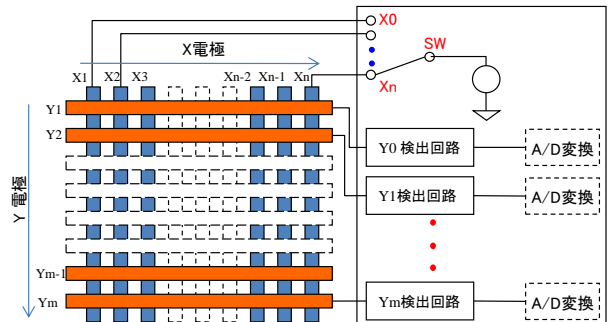 X0
X電極
SW
X1 X2 X3 Xn-2 Xn-1 Xn
Xn
Y1
Y2
Y電極
Y0 検出回路
A/D変換
Y1検出回路
A/D変換
Ym-1
Ym
Ym検出回路
A/D変換